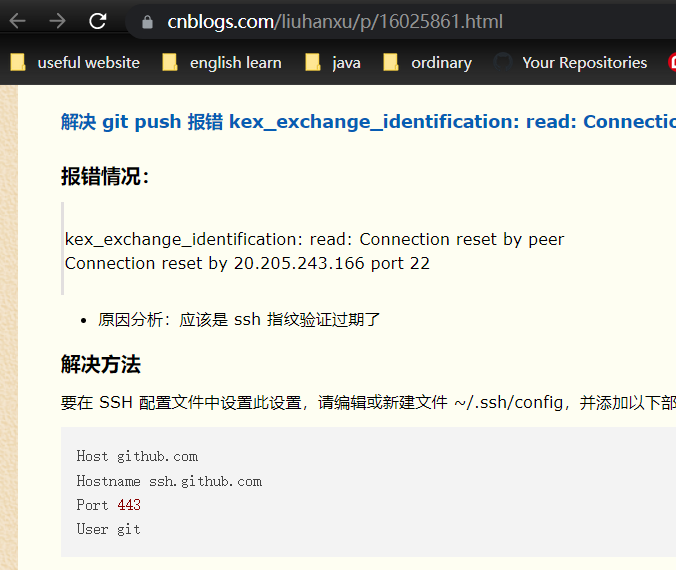 cnblogs.com/liuhanxu/p/16025861.html
useful website english learn java ordinary Your Repositories
解决 git push 报错 kex_exchange_identification: read: Connectio
报错情况：
kex_exchange_identification: read: Connection reset by peer
Connection reset by 20.205.243.166 port 22
• 原因分析：应该是 ssh 指纹验证过期了
解决方法
要在 SSH 配置文件中设置此设置，请编辑或新建文件 ~/.ssh/config，并添加以下部
Host github.com
Hostname ssh.github.com
Port 443
User git